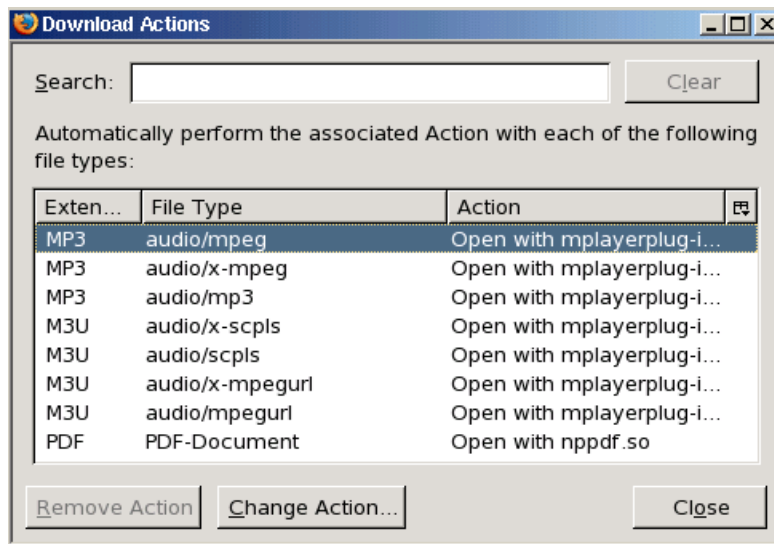 Download Actions
Search:
Clear
Automatically perform the associated Action with each of the following
file types:
Exten... File Type Action
MP3 audio/mpeg Open with mplayerplug-i...
MP3 audio/x-mpeg Open with mplayerplug-i...
MP3 audio/mp3 Open with mplayerplug-i...
M3U audio/x-scpls Open with mplayerplug-i...
M3U audio/scpls Open with mplayerplug-i...
M3U audio/x-mpegurl Open with mplayerplug-i...
M3U audio/mpegurl Open with mplayerplug-i...
PDF PDF-Document Open with nppdf.so
Remove Action Change Action... Close